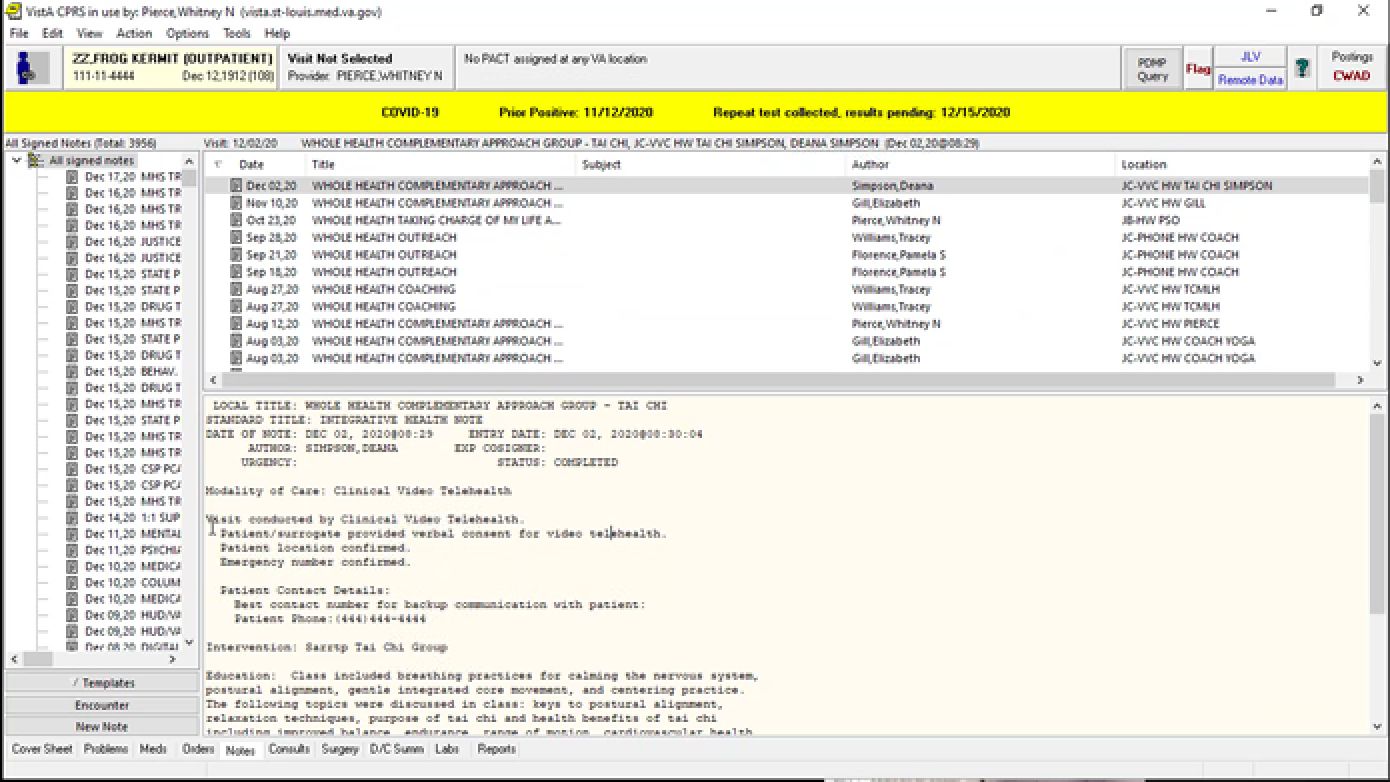 VistA CPRS in use by: Pierce,Whitney N (vista.st-louis.med.va.gov)
File Edit View Action Options Tools Help
ZZ,FROG KERMIT (OUTPATIENT)
111-11-4444 Dec 12,1912 (108)
Visit Not Selected
Provider: PIERCE,WHITNEY N
No PACT assigned at any VA location
PDMP
Query
Flag
JLV
Remote Data
?
Postings
CWAD
COVID-19 Prior Positive: 11/12/2020 Repeat test collected, results pending: 12/15/2020
All Signed Notes (Total: 3956)
Visit: 12/02/20 WHOLE HEALTH COMPLEMENTARY APPROACH GROUP - TAI CHI, JC-VVC HW TAI CHI SIMPSON, DEANA SIMPSON (Dec 02,20@08:29)
All signed notes
Dec 17,20 MHS TR
Dec 16,20 MHS TR
Dec 16,20 MHS TR
Dec 16,20 MHS TR
Dec 16,20 JUSTICE
Dec 16,20 JUSTICE
Dec 15,20 STATE P
Dec 15,20 STATE P
Dec 15,20 DRUG T
Dec 15,20 MHS TR
Dec 15,20 STATE P
Dec 15,20 DRUG T
Dec 15,20 BEHAV.
Dec 15,20 DRUG T
Dec 15,20 MHS TR
Dec 15,20 STATE P
Dec 15,20 MHS TR
Dec 15,20 MHS TR
Dec 15,20 CSP PCA
Dec 15,20 CSP PCA
Dec 15,20 MHS TR
Dec 14,20 1:1 SUP
Dec 11,20 MENTAL
Dec 11,20 PSYCHIA
Dec 10,20 MEDICA
Dec 10,20 COLUM
Dec 10,20 MEDICA
Dec 09,20 HUD/VA
Dec 09,20 HUD/VA
Dec 08,20 DIGITAL
/ Templates
Encounter
New Note
Date Title Subject Author Location
Dec 02,20 WHOLE HEALTH COMPLEMENTARY APPROACH ... Simpson,Deana JC-VVC HW TAI CHI SIMPSON
Nov 10,20 WHOLE HEALTH COMPLEMENTARY APPROACH ... Gill,Elizabeth JC-VVC HW GILL
Oct 23,20 WHOLE HEALTH TAKING CHARGE OF MY LIFE A... Pierce,Whitney N JB-HW PSO
Sep 28,20 WHOLE HEALTH OUTREACH Williams,Tracey JC-PHONE HW COACH
Sep 21,20 WHOLE HEALTH OUTREACH Florence,Pamela S JC-PHONE HW COACH
Sep 18,20 WHOLE HEALTH OUTREACH Florence,Pamela S JC-PHONE HW COACH
Aug 27,20 WHOLE HEALTH COACHING Williams,Tracey JC-VVC HW TCMLH
Aug 27,20 WHOLE HEALTH COACHING Williams,Tracey JC-VVC HW TCMLH
Aug 12,20 WHOLE HEALTH COMPLEMENTARY APPROACH ... Pierce,Whitney N JC-VVC HW PIERCE
Aug 03,20 WHOLE HEALTH COMPLEMENTARY APPROACH ... Gill,Elizabeth JC-VVC HW COACH YOGA
Aug 03,20 WHOLE HEALTH COMPLEMENTARY APPROACH ... Gill,Elizabeth JC-VVC HW COACH YOGA
LOCAL TITLE: WHOLE HEALTH COMPLEMENTARY APPROACH GROUP - TAI CHI
STANDARD TITLE: INTEGRATIVE HEALTH NOTE
DATE OF NOTE: DEC 02, 2020@08:29 ENTRY DATE: DEC 02, 2020@08:30:04
AUTHOR: SIMPSON,DEANA EXP COSIGNER:
URGENCY: STATUS: COMPLETED
Modality of Care: Clinical Video Telehealth
Visit conducted by Clinical Video Telehealth.
Patient/surrogate provided verbal consent for video telehealth.
Patient location confirmed.
Emergency number confirmed.
Patient Contact Details:
Best contact number for backup communication with patient:
Patient Phone:(444)444-4444
Intervention: Sarrtp Tai Chi Group
Education: Class included breathing practices for calming the nervous system,
postural alignment, gentle integrated core movement, and centering practice.
The following topics were discussed in class: keys to postural alignment,
relaxation techniques, purpose of tai chi and health benefits of tai chi
including improved balance, endurance, range of motion, cardiovascular health
Cover Sheet Problems Meds Orders Notes Consults Surgery D/C Summ Labs Reports